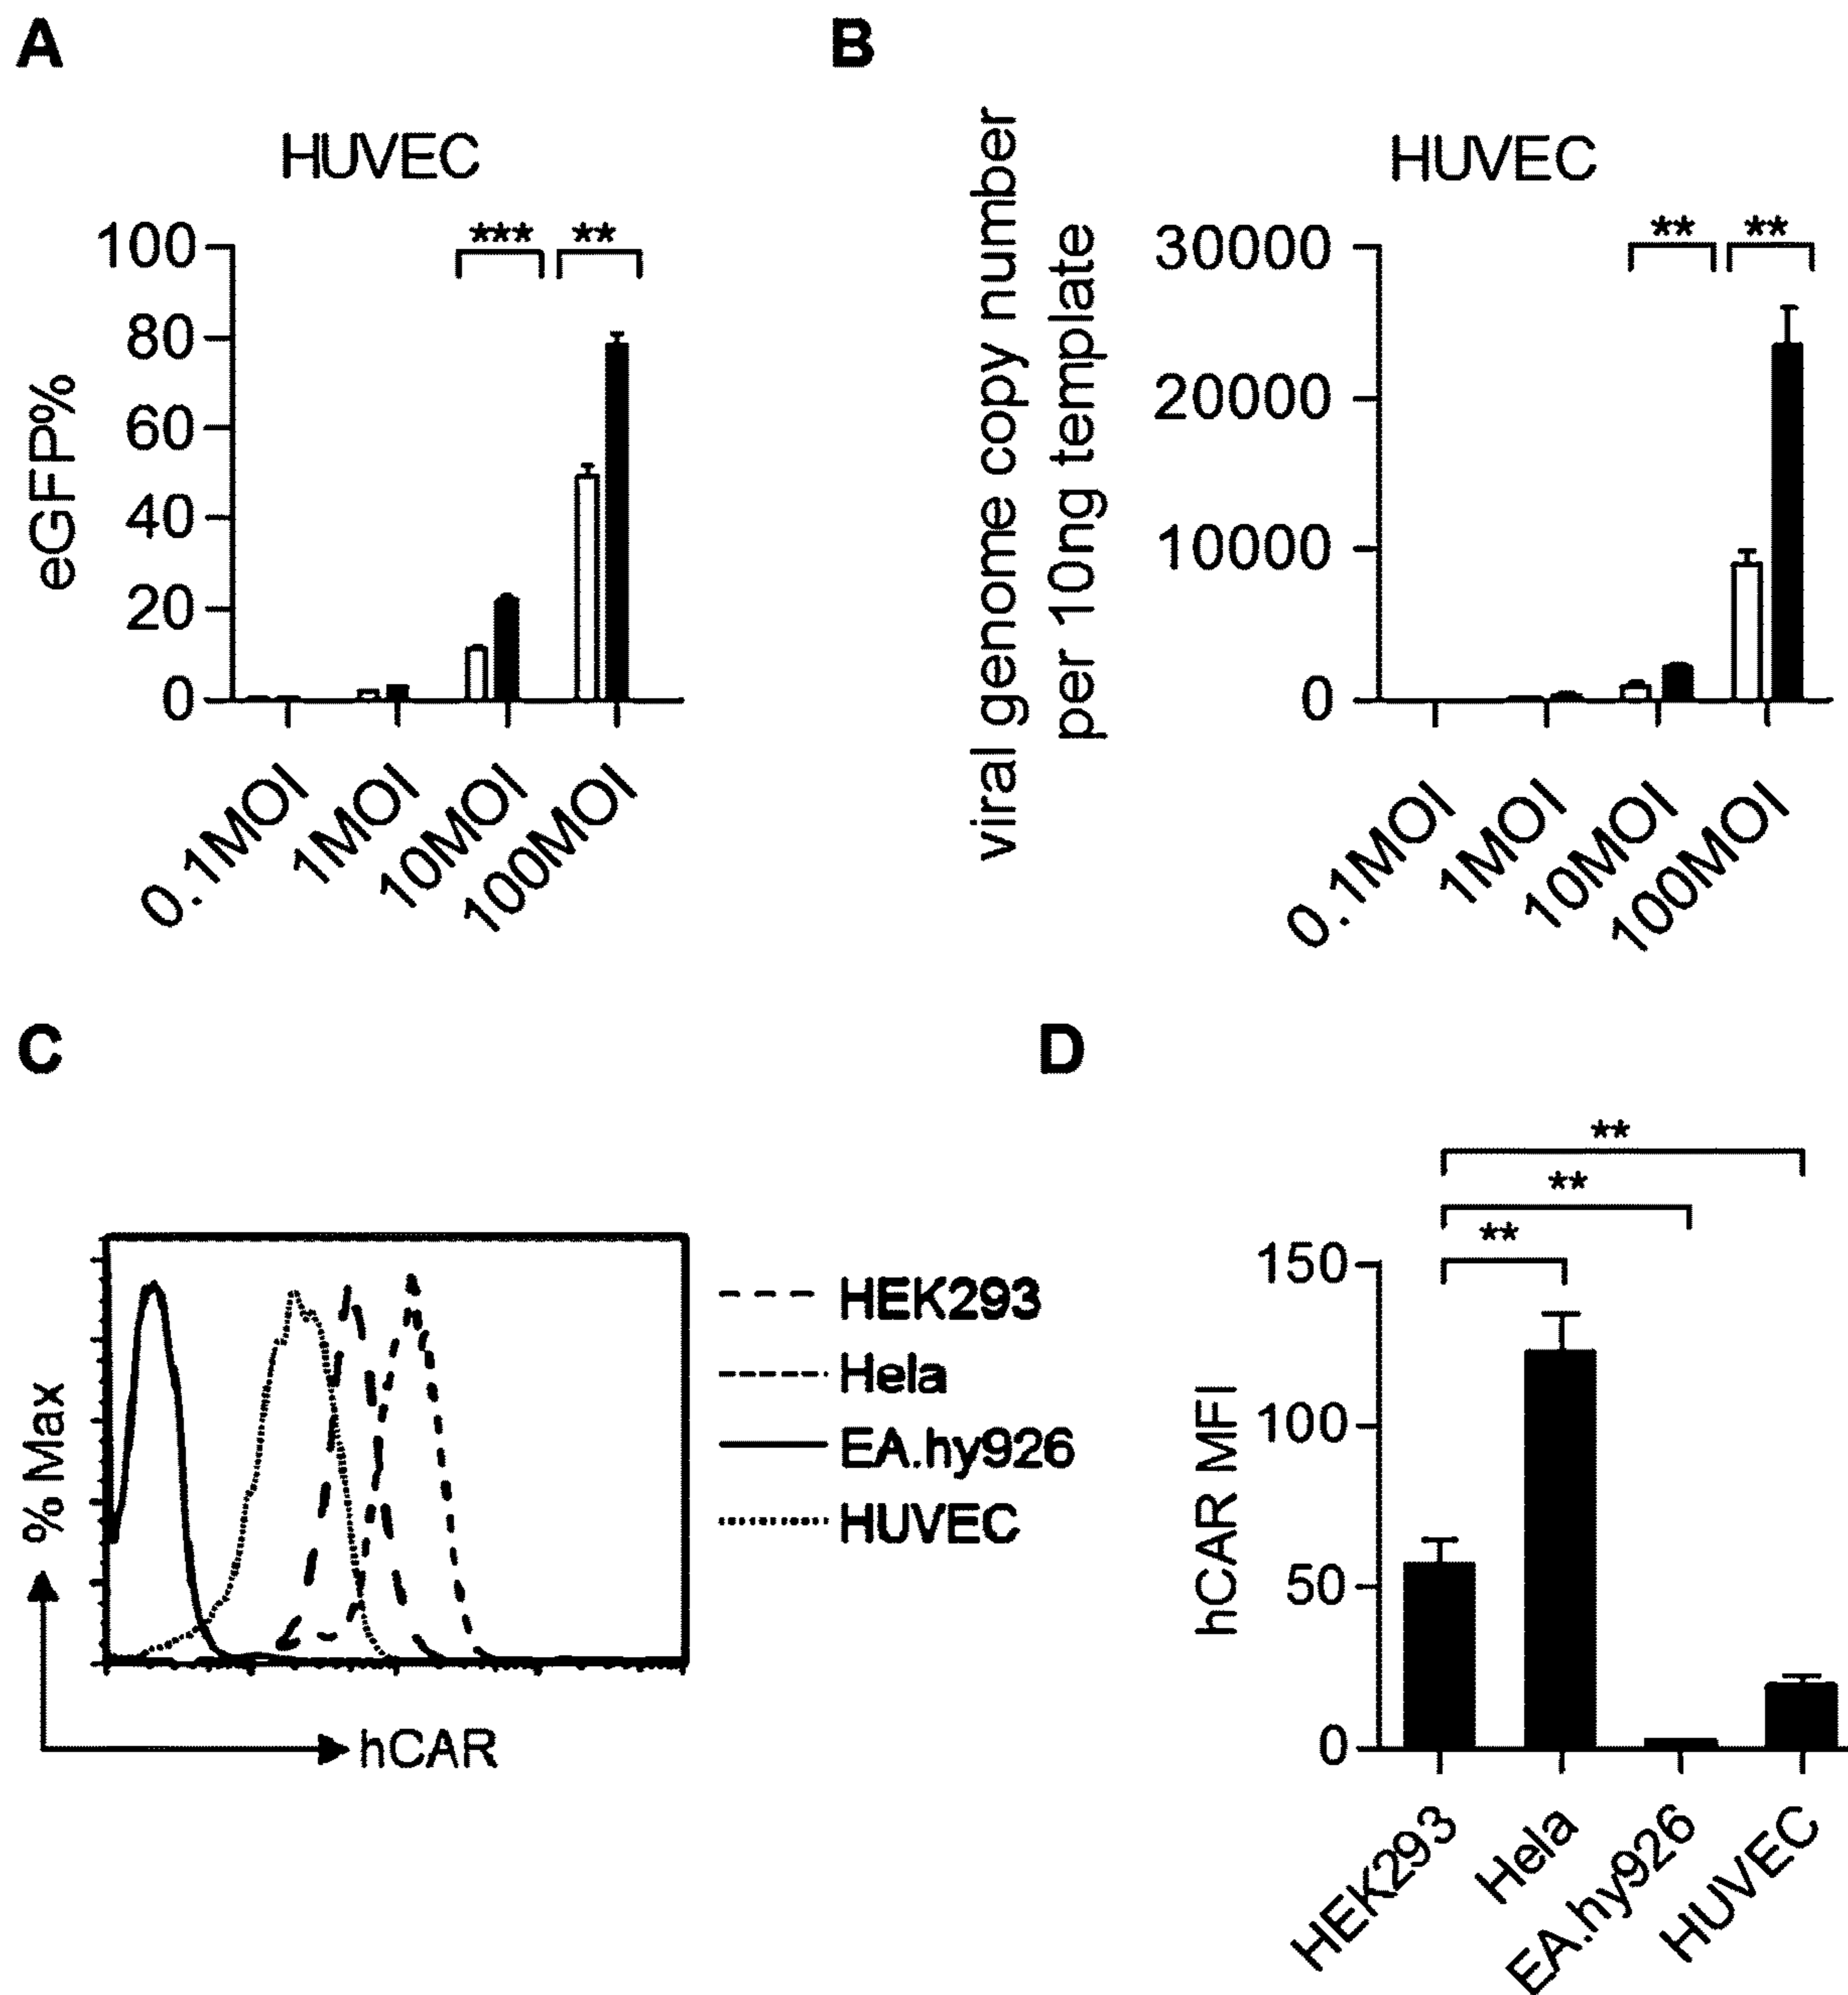 A
HUVEC
***
**
100
80
60
40
20
0
eGFP%
0.1MOI
1MOI
10MOI
100MOI
B
HUVEC
**
**
30000
20000
10000
0
viral genome copy number
per 10ng template
0.1MOI
1MOI
10MOI
100MOI
C
% Max
hCAR
HEK293
Hela
EA.hy926
HUVEC
D
**
**
**
150
100
50
0
hCAR MFI
HEK293
Hela
EA.hy926
HUVEC